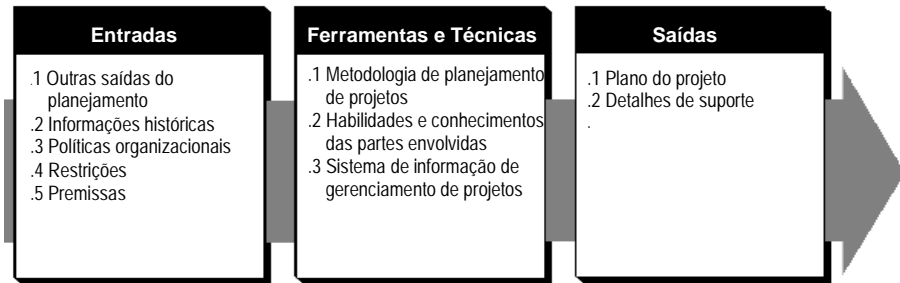 Entradas
.1 Outras saídas do
planejamento
.2 Informações históricas
.3 Políticas organizacionais
.4 Restrições
.5 Premissas
Ferramentas e Técnicas
.1 Metodologia de planejamento
de projetos
.2 Habilidades e conhecimentos
das partes envolvidas
.3 Sistema de informação de
gerenciamento de projetos
Saídas
.1 Plano do projeto
.2 Detalhes de suporte
.